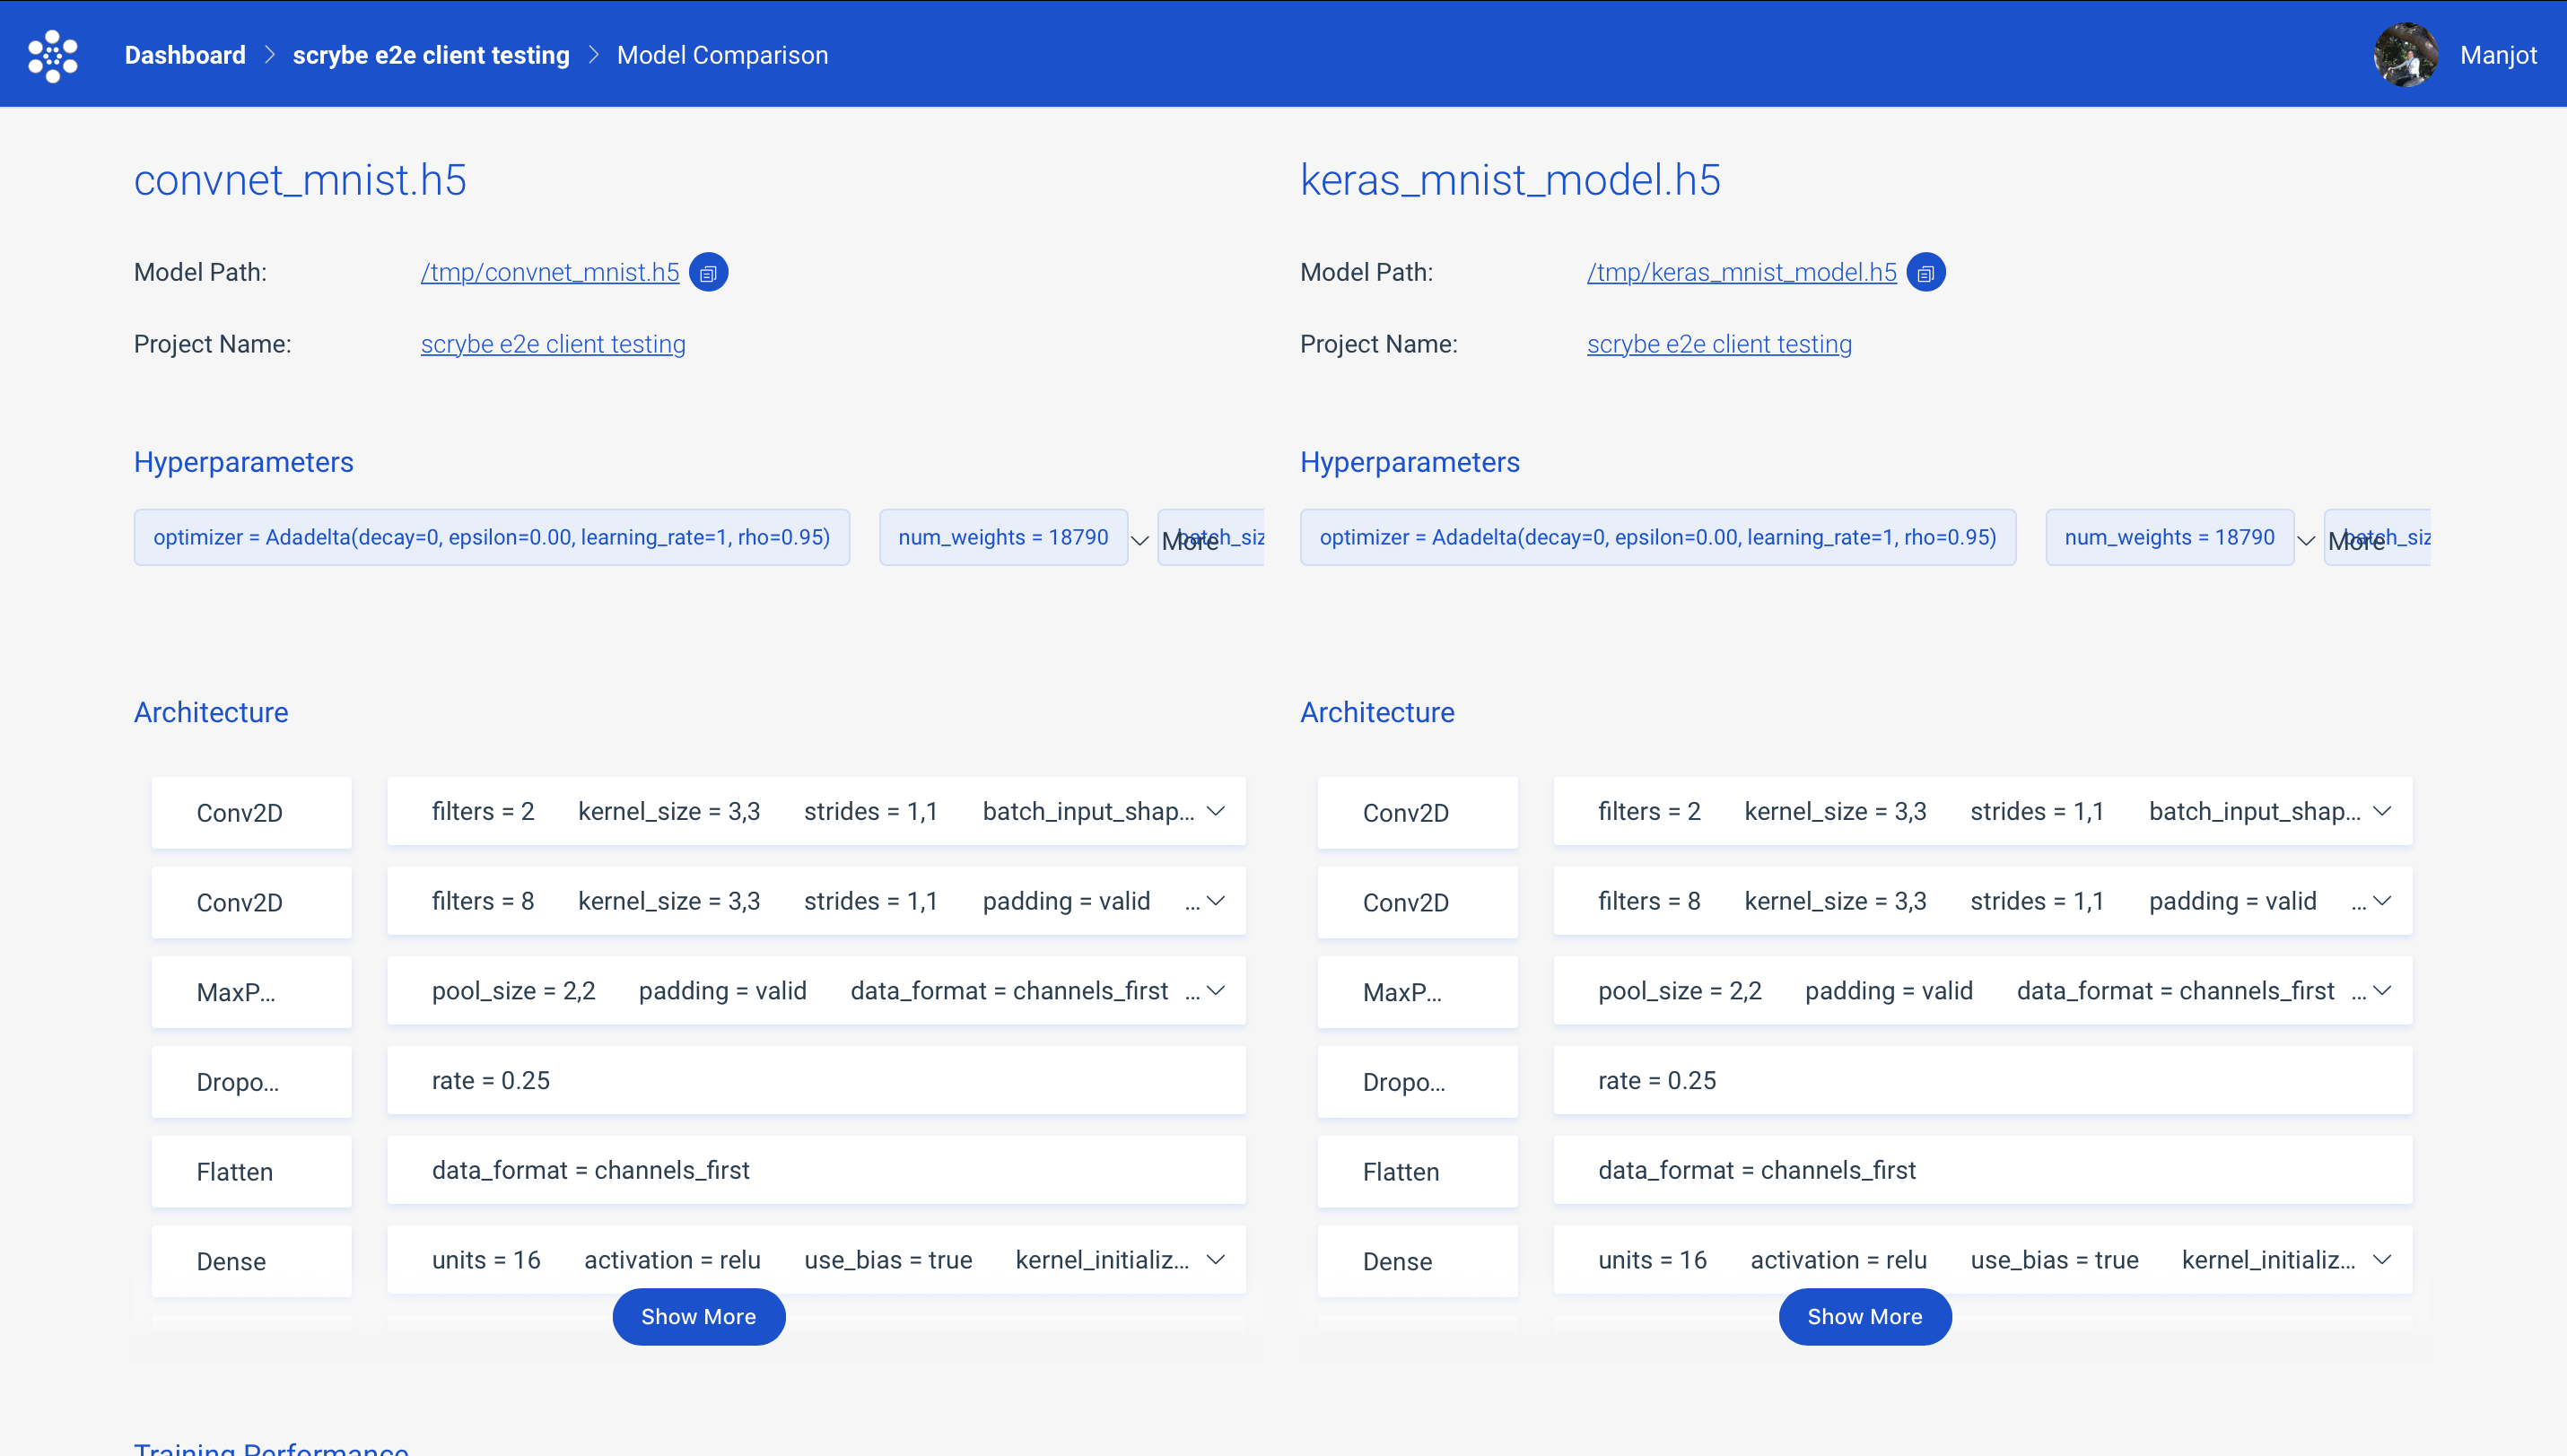 Dashboard > scrybe e2e client testing > Model Comparison
Manjot
convnet_mnist.h5
Model Path: /tmp/convnet_mnist.h5
Project Name: scrybe e2e client testing
Hyperparameters
optimizer = Adadelta(decay=0, epsilon=0.00, learning_rate=1, rho=0.95) num_weights = 18790 More batch_siz
Architecture
Conv2D filters = 2 kernel_size = 3,3 strides = 1,1 batch_input_shap...
Conv2D filters = 8 kernel_size = 3,3 strides = 1,1 padding = valid ...
MaxP... pool_size = 2,2 padding = valid data_format = channels_first ...
Dropo... rate = 0.25
Flatten data_format = channels_first
Dense units = 16 activation = relu use_bias = true kernel_initializ...
Show More
Training Performance
keras_mnist_model.h5
Model Path: /tmp/keras_mnist_model.h5
Project Name: scrybe e2e client testing
Hyperparameters
optimizer = Adadelta(decay=0, epsilon=0.00, learning_rate=1, rho=0.95) num_weights = 18790 More batch_siz
Architecture
Conv2D filters = 2 kernel_size = 3,3 strides = 1,1 batch_input_shap...
Conv2D filters = 8 kernel_size = 3,3 strides = 1,1 padding = valid ...
MaxP... pool_size = 2,2 padding = valid data_format = channels_first ...
Dropo... rate = 0.25
Flatten data_format = channels_first
Dense units = 16 activation = relu use_bias = true kernel_initializ...
Show More